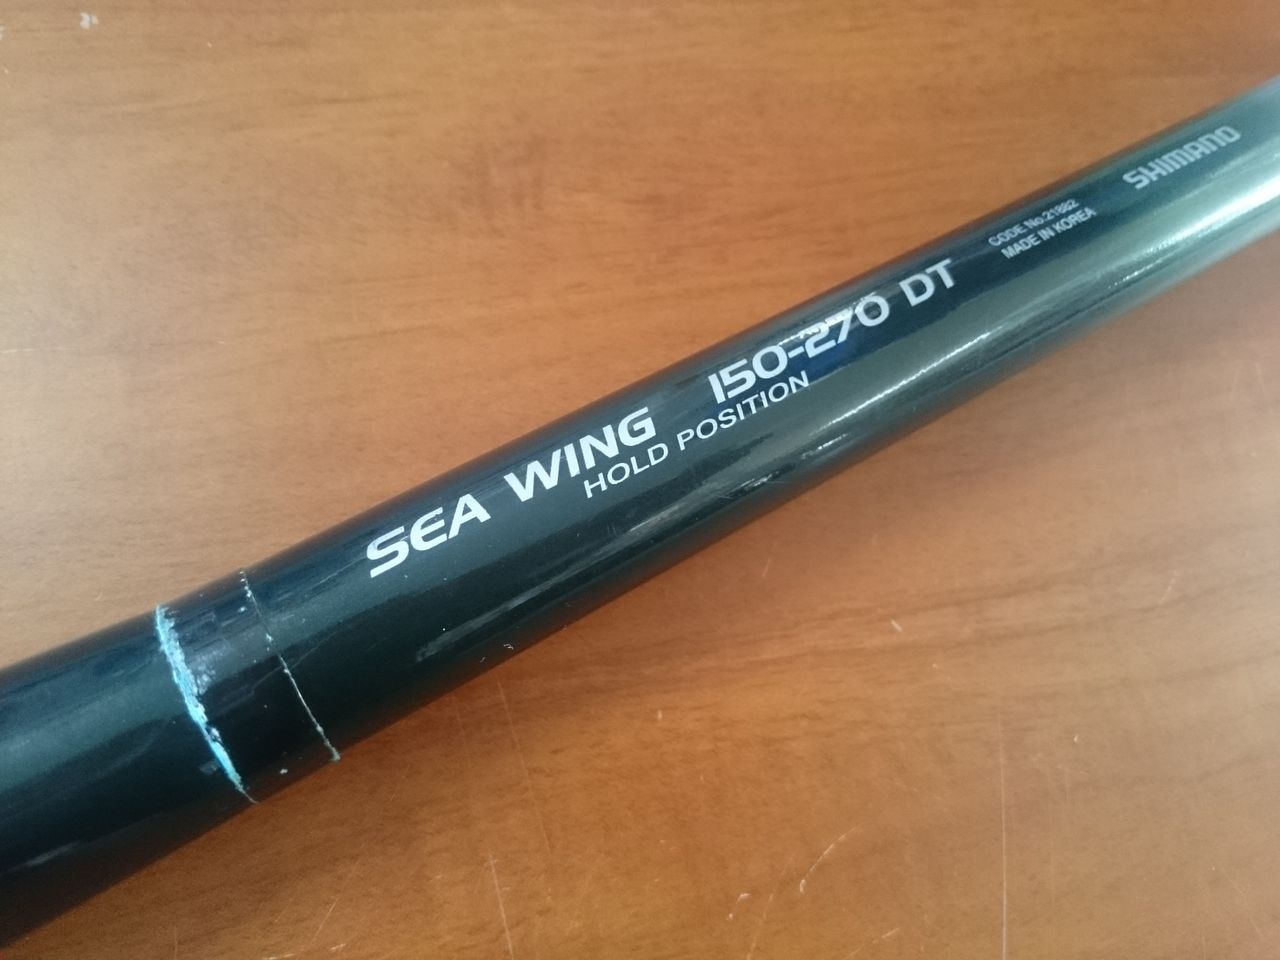 SEA WING 150-270 DT
HOLD POSITION
CODE No.21882
MADE IN KOREA
SHIMANO